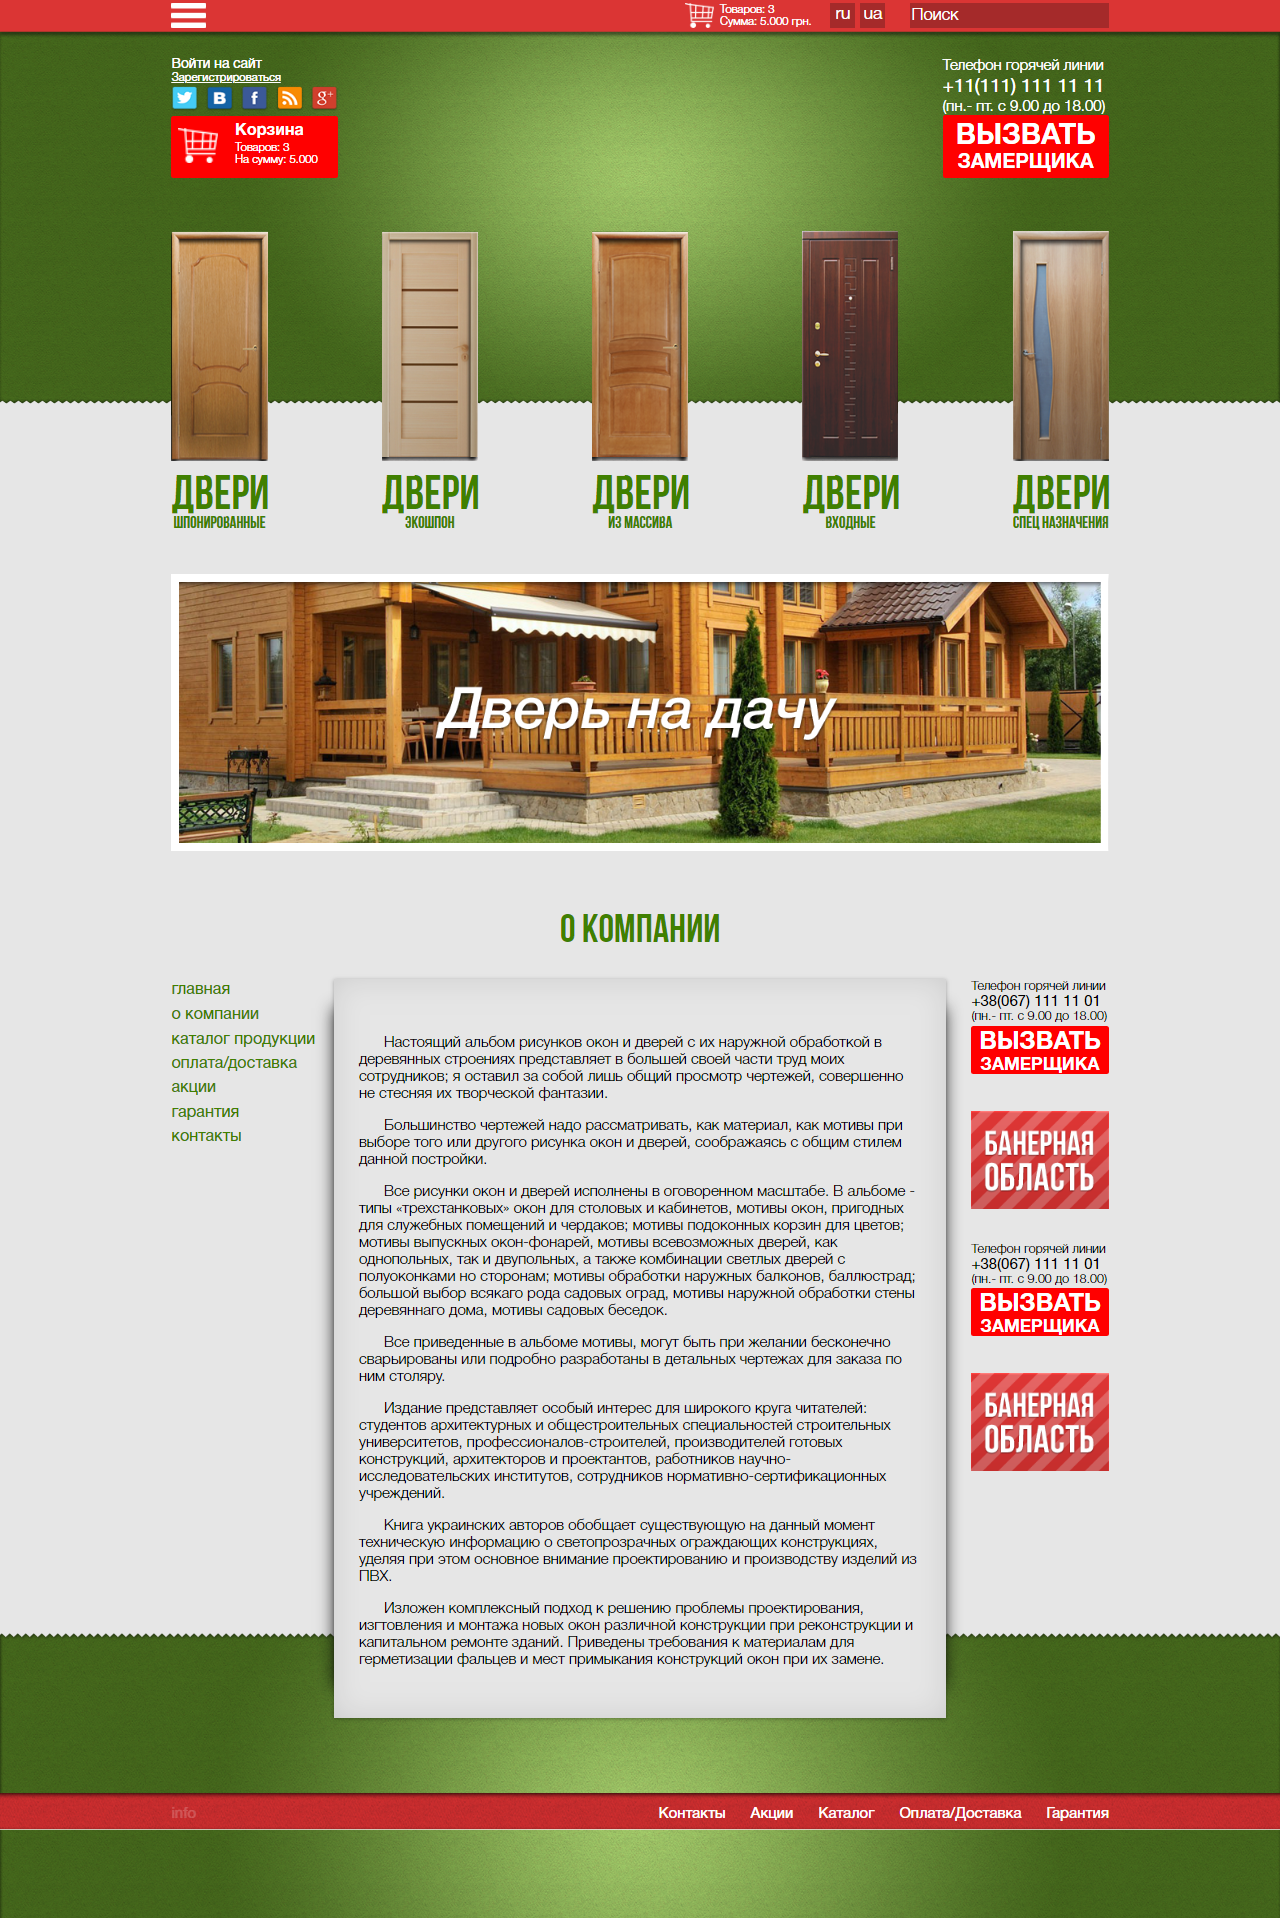 Товаров: 3
Сумма: 5.000 грн.
ru
ua
Поиск
Войти на сайт
Зарегистрироваться
Корзина
Товаров: 3
На сумму: 5.000
Телефон горячей линии
+11(111) 111 11 11
(пн.- пт. с 9.00 до 18.00)
ВЫЗВАТЬ
ЗАМЕРЩИКА
ДВЕРИ
ШПОНИРОВАННЫЕ
ДВЕРИ
ЭКОШПОН
ДВЕРИ
ИЗ МАССИВА
ДВЕРИ
ВХОДНЫЕ
ДВЕРИ
СПЕЦ НАЗНАЧЕНИЯ
Дверь на дачу
О КОМПАНИИ
главная
о компании
каталог продукции
оплата/доставка
акции
гарантия
контакты
Настоящий альбом рисунков окон и дверей с их наружной обработкой в
деревянных строениях представляет в большей своей части труд моих
сотрудников; я оставил за собой лишь общий просмотр чертежей, совершенно
не стесняя их творческой фантазии.
Большинство чертежей надо рассматривать, как материал, как мотивы при
выборе того или другого рисунка окон и дверей, сообразжаясь с общим стилем
данной постройки.
Все рисунки окон и дверей исполнены в оговоренном масштабе. В альбоме -
типы «трехстанковых» окон для столовых и кабинетов, мотивы окон, пригодных
для служебных помещений и чердаков; мотивы подоконных корзин для цветов;
мотивы выпускных окон-фонарей, мотивы всевозможных дверей, как
однопольных, так и двупольных, а также комбинации светлых дверей с
полуоконками но сторонам; мотивы обработки наружных балконов, баллюстрад;
большой выбор всякаго рода садовых оград, мотивы наружной обработки стены
деревяннаго дома, мотивы садовых беседок.
Все приведенные в альбоме мотивы, могут быть при желании бесконечно
сварьированы или подробно разработаны в детальных чертежах для заказа по
ним столяру.
Издание представляет особый интерес для широкого круга читателей:
студентов архитектурных и общестроительных специальностей строительных
университетов, профессионалов-строителей, производителей готовых
конструкций, архитекторов и проектантов, работников научно-
исследовательских институтов, сотрудников нормативно-сертификационных
учреждений.
Книга украинских авторов обобщает существующую на данный момент
техническую информацию о светопрозрачных ограждающих конструкциях,
уделяя при этом основное внимание проектированию и производству изделий из
ПВХ.
Изложен комплексный подход к решению проблемы проектирования,
изгтовления и монтажа новых окон различной конструкции при реконструкции и
капитальном ремонте зданий. Приведены требования к материалам для
герметизации фальцев и мест примыкания конструкций окон при их замене.
Телефон горячей линии
+38(067) 111 11 01
(пн.- пт. с 9.00 до 18.00)
ВЫЗВАТЬ
ЗАМЕРЩИКА
БАНЕРНАЯ
ОБЛАСТЬ
Телефон горячей линии
+38(067) 111 11 01
(пн.- пт. с 9.00 до 18.00)
ВЫЗВАТЬ
ЗАМЕРЩИКА
БАНЕРНАЯ
ОБЛАСТЬ
info
Контакты
Акции
Каталог
Оплата/Доставка
Гарантия